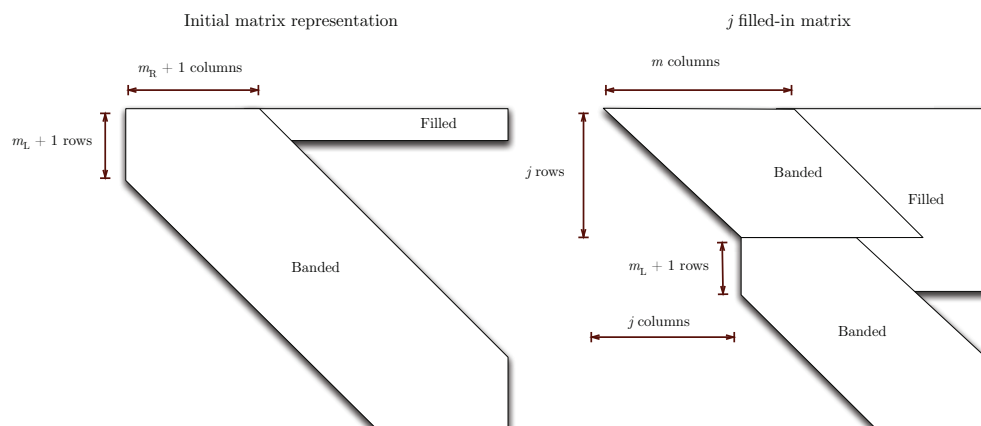 Initial matrix representation
m_R + 1 columns
m_L + 1 rows
Filled
Banded
j filled-in matrix
m columns
j rows
Banded
Filled
m_L + 1 rows
j columns
Banded